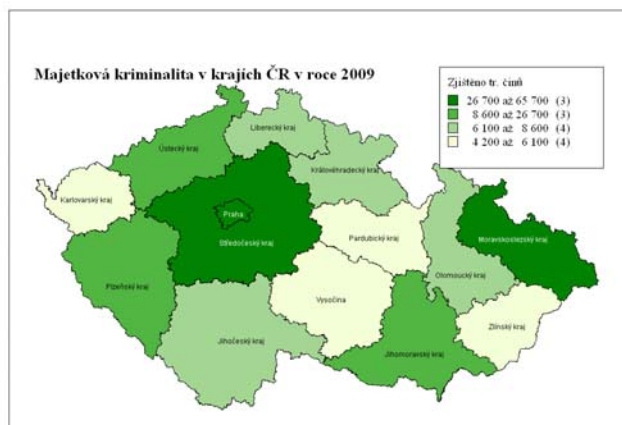 Majetková kriminalita v krajích ČR v roce 2009
Zjištěno tr. činů
26 700 až 65 700 (3)
8 600 až 26 700 (3)
6 100 až 8 600 (4)
4 200 až 6 100 (4)
Liberecký kraj
Ústecký kraj
Královéhradecký kraj
Karlovarský kraj
Praha
Středočeský kraj
Pardubický kraj
Moravskoslezský kraj
Plzeňský kraj
Olomoucký kraj
Vysočina
Zlínský kraj
Jihočeský kraj
Jihomoravský kraj